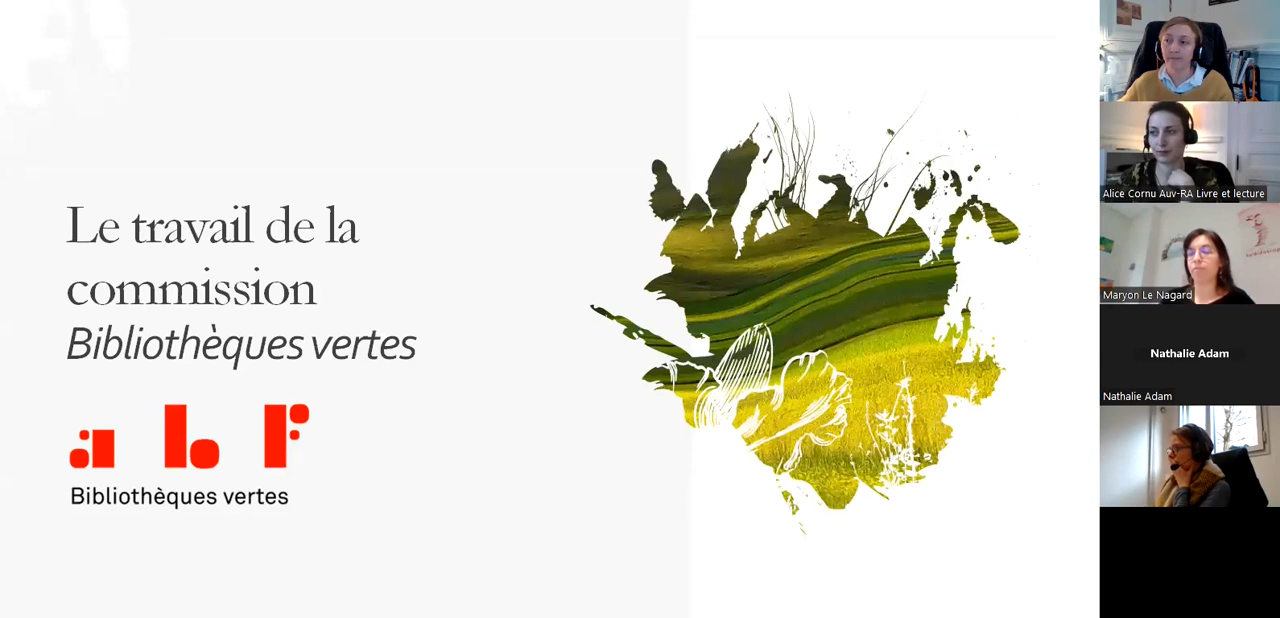 Le travail de la
commission
Bibliothèques vertes
abf
Bibliothèques vertes
Alice Cornu Auv-RA Livre et lecture
Maryon Le Nagard
Nathalie Adam
Nathalie Adam